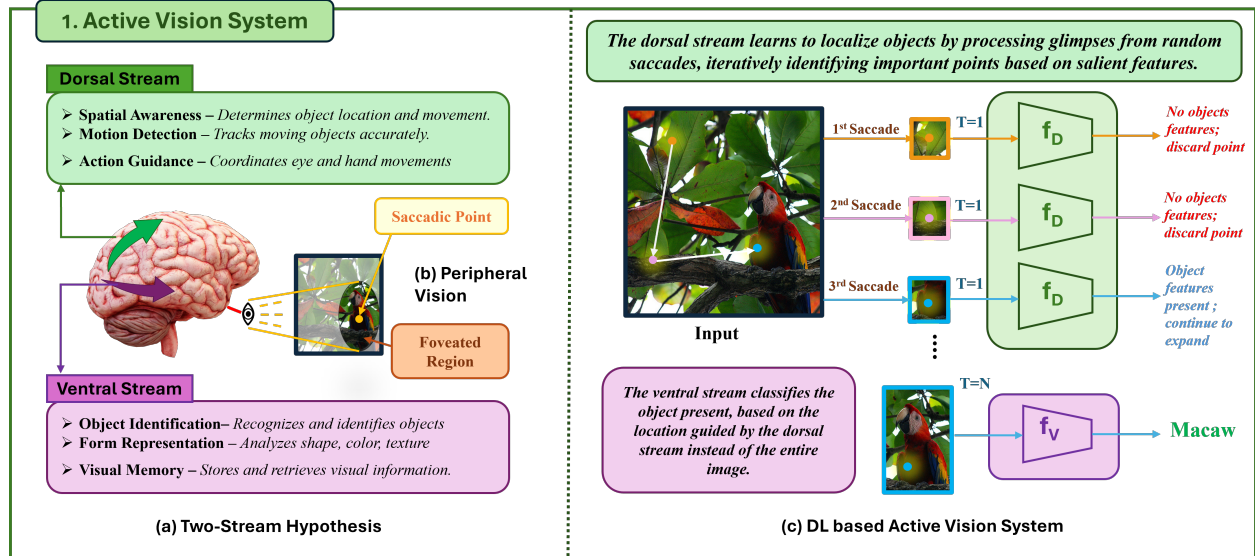 1. Active Vision System
Dorsal Stream
➢ Spatial Awareness – Determines object location and movement.
➢ Motion Detection – Tracks moving objects accurately.
➢ Action Guidance – Coordinates eye and hand movements
Saccadic Point
(b) Peripheral
Vision
Foveated
Region
Ventral Stream
➢ Object Identification– Recognizes and identifies objects
➢ Form Representation – Analyzes shape, color, texture
➢ Visual Memory – Stores and retrieves visual information.
(a) Two-Stream Hypothesis
The dorsal stream learns to localize objects by processing glimpses from random
saccades, iteratively identifying important points based on salient features.
Input
1st Saccade
T=1
fD
No objects
features;
discard point
2nd Saccade
T=1
fD
No objects
features;
discard point
3rd Saccade
T=1
fD
Object
features
present ;
continue to
expand
The ventral stream classifies the
object present, based on the
location guided by the dorsal
stream instead of the entire
image.
T=N
fV
Macaw
(c) DL based Active Vision System